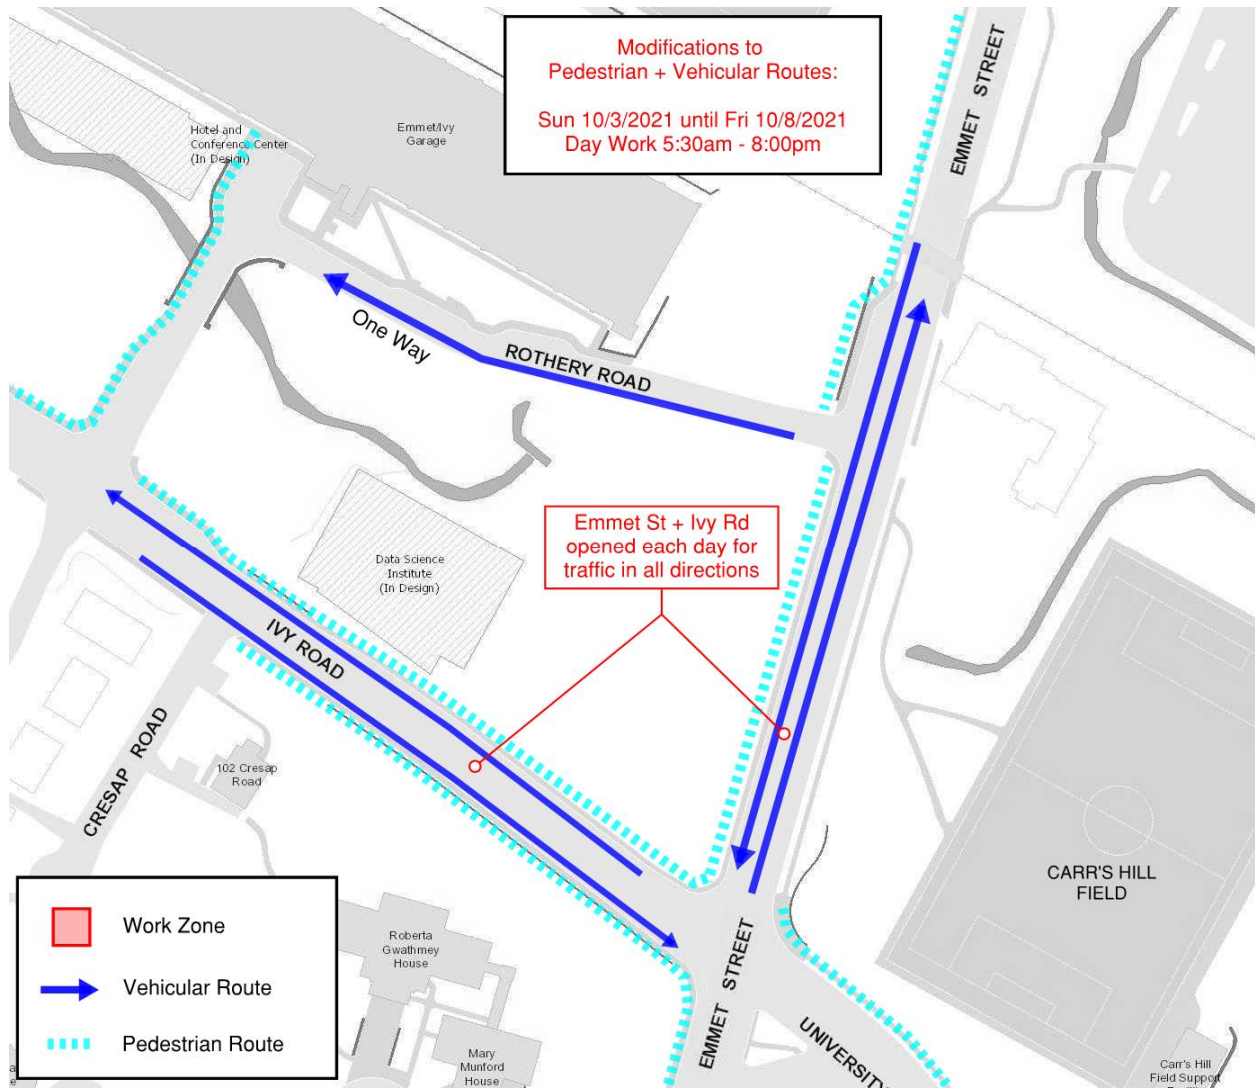 Modifications to
Pedestrian + Vehicular Routes:
Sun 10/3/2021 until Fri 10/8/2021
Day Work 5:30am - 8:00pm
EMMET STREET
Hotel and
Conference Center
(In Design)
Emmet/Ivy
Garage
One Way
ROTHERY ROAD
Emmet St + Ivy Rd
opened each day for
traffic in all directions
Data Science
Institute
(In Design)
IVY ROAD
CRESAP ROAD
102 Cresap
Road
CARR'S HILL
FIELD
Work Zone
Vehicular Route
Pedestrian Route
Roberta
Gwathmey
House
Mary
Munford
House
EMMET STREET
UNIVERSITY
Carr's Hill
Field Support